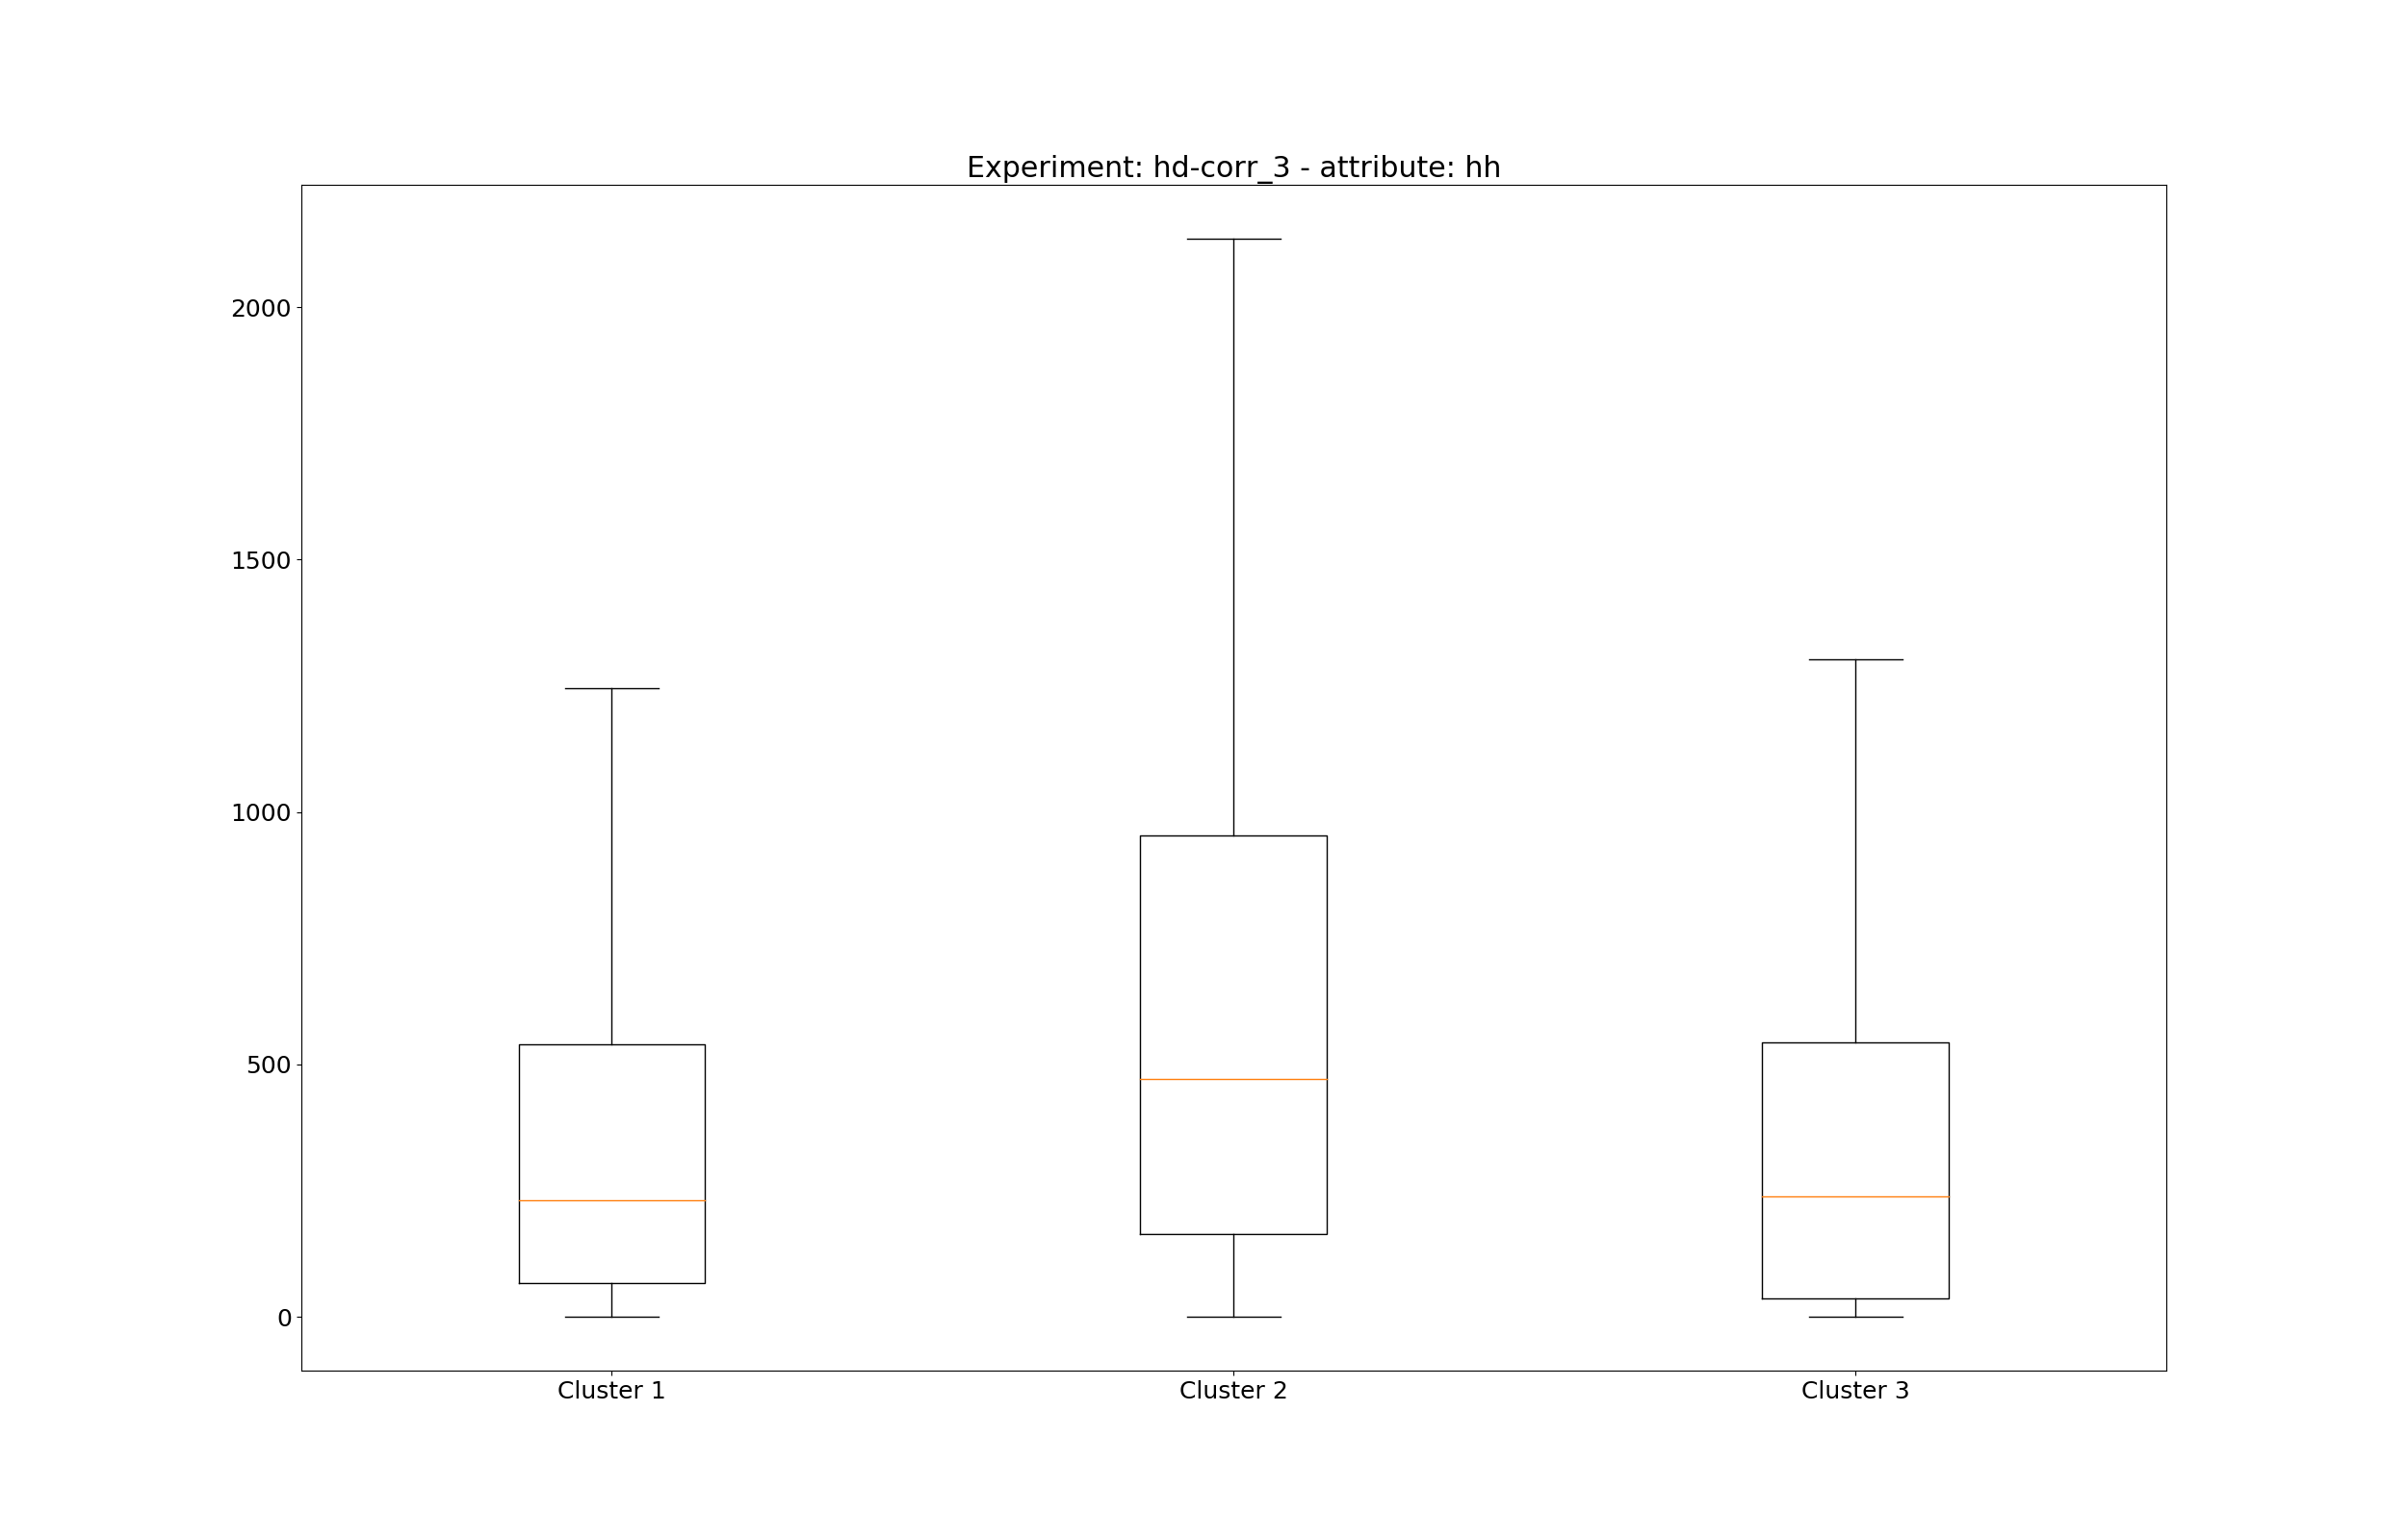 Experiment: hd-corr_3 - attribute: hh
2000
1500
1000
500
0
Cluster 1 Cluster 2 Cluster 3